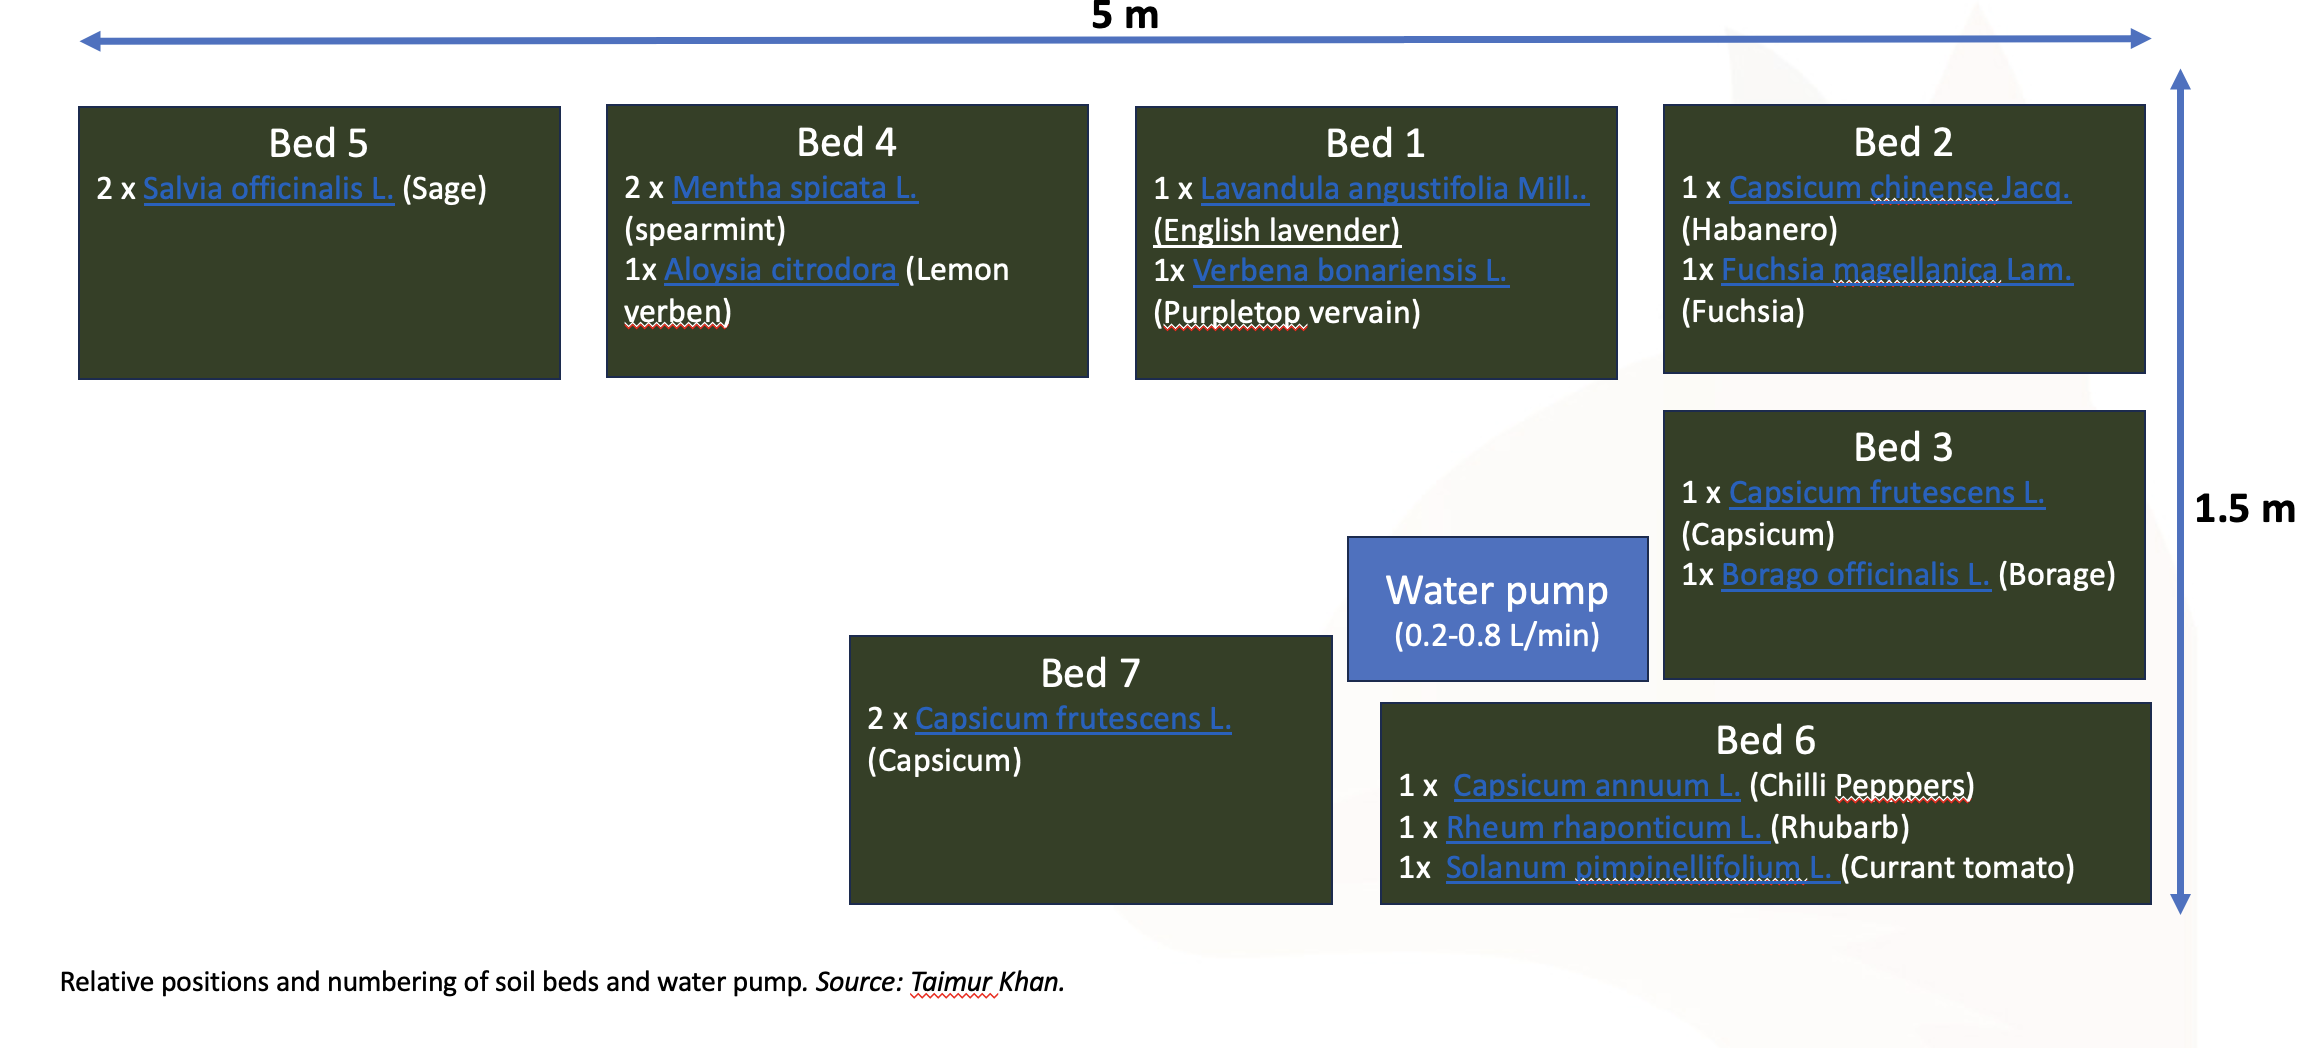 5 m
Bed 5
2 x Salvia officinalis L. (Sage)
Bed 4
2 x Mentha spicata L.
(spearmint)
1x Aloysia citrodora (Lemon
verben)
Bed 1
1 x Lavandula angustifolia Mill..
(English lavender)
1x Verbena bonariensis L.
(Purpletop vervain)
Bed 2
1 x Capsicum chinense Jacq.
(Habanero)
1x Fuchsia magellanica Lam.
(Fuchsia)
1.5 m
Bed 3
1 x Capsicum frutescens L.
(Capsicum)
1x Borago officinalis L. (Borage)
Water pump
(0.2-0.8 L/min)
Bed 7
2 x Capsicum frutescens L.
(Capsicum)
Bed 6
1 x Capsicum annuum L. (Chilli Pepppers)
1 x Rheum rhaponticum L. (Rhubarb)
1x Solanum pimpinellifolium L. (Currant tomato)
Relative positions and numbering of soil beds and water pump. Source: Taimur Khan.